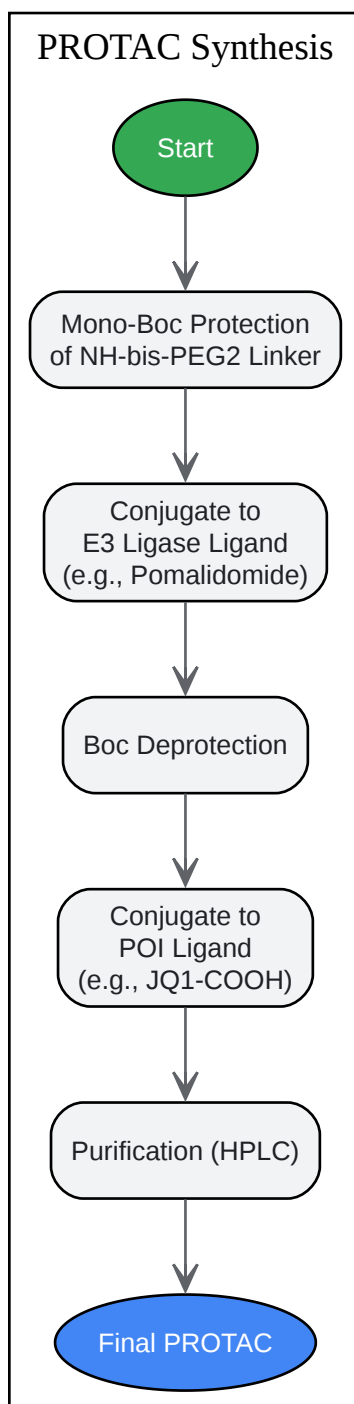 PROTAC Synthesis
Start
Mono-Boc Protection
of NH-bis-PEG2 Linker
Conjugate to
E3 Ligase Ligand
(e.g., Pomalidomide)
Boc Deprotection
Conjugate to
POI Ligand
(e.g., JQ1-COOH)
Purification (HPLC)
Final PROTAC